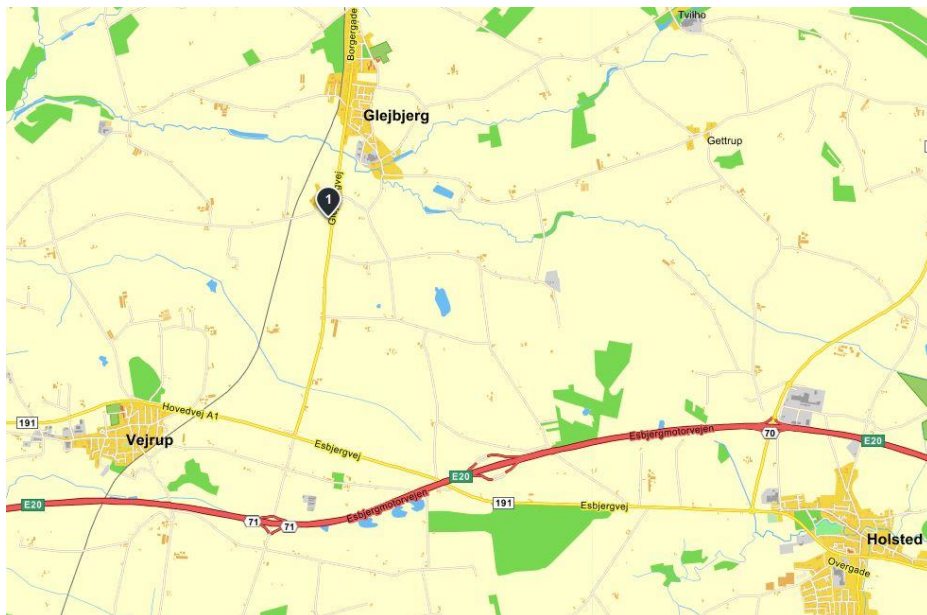 Tvilho
Borgergade
Glejbjerg
Gettrup
1
Hovedvej A1
191
Vejrup
Esbjergvej
Esbjergmotorvejen
70
E20
E20
191
Esbjergvej
E20
Esbjergmotorvejen
71
71
Holsted
Overgade